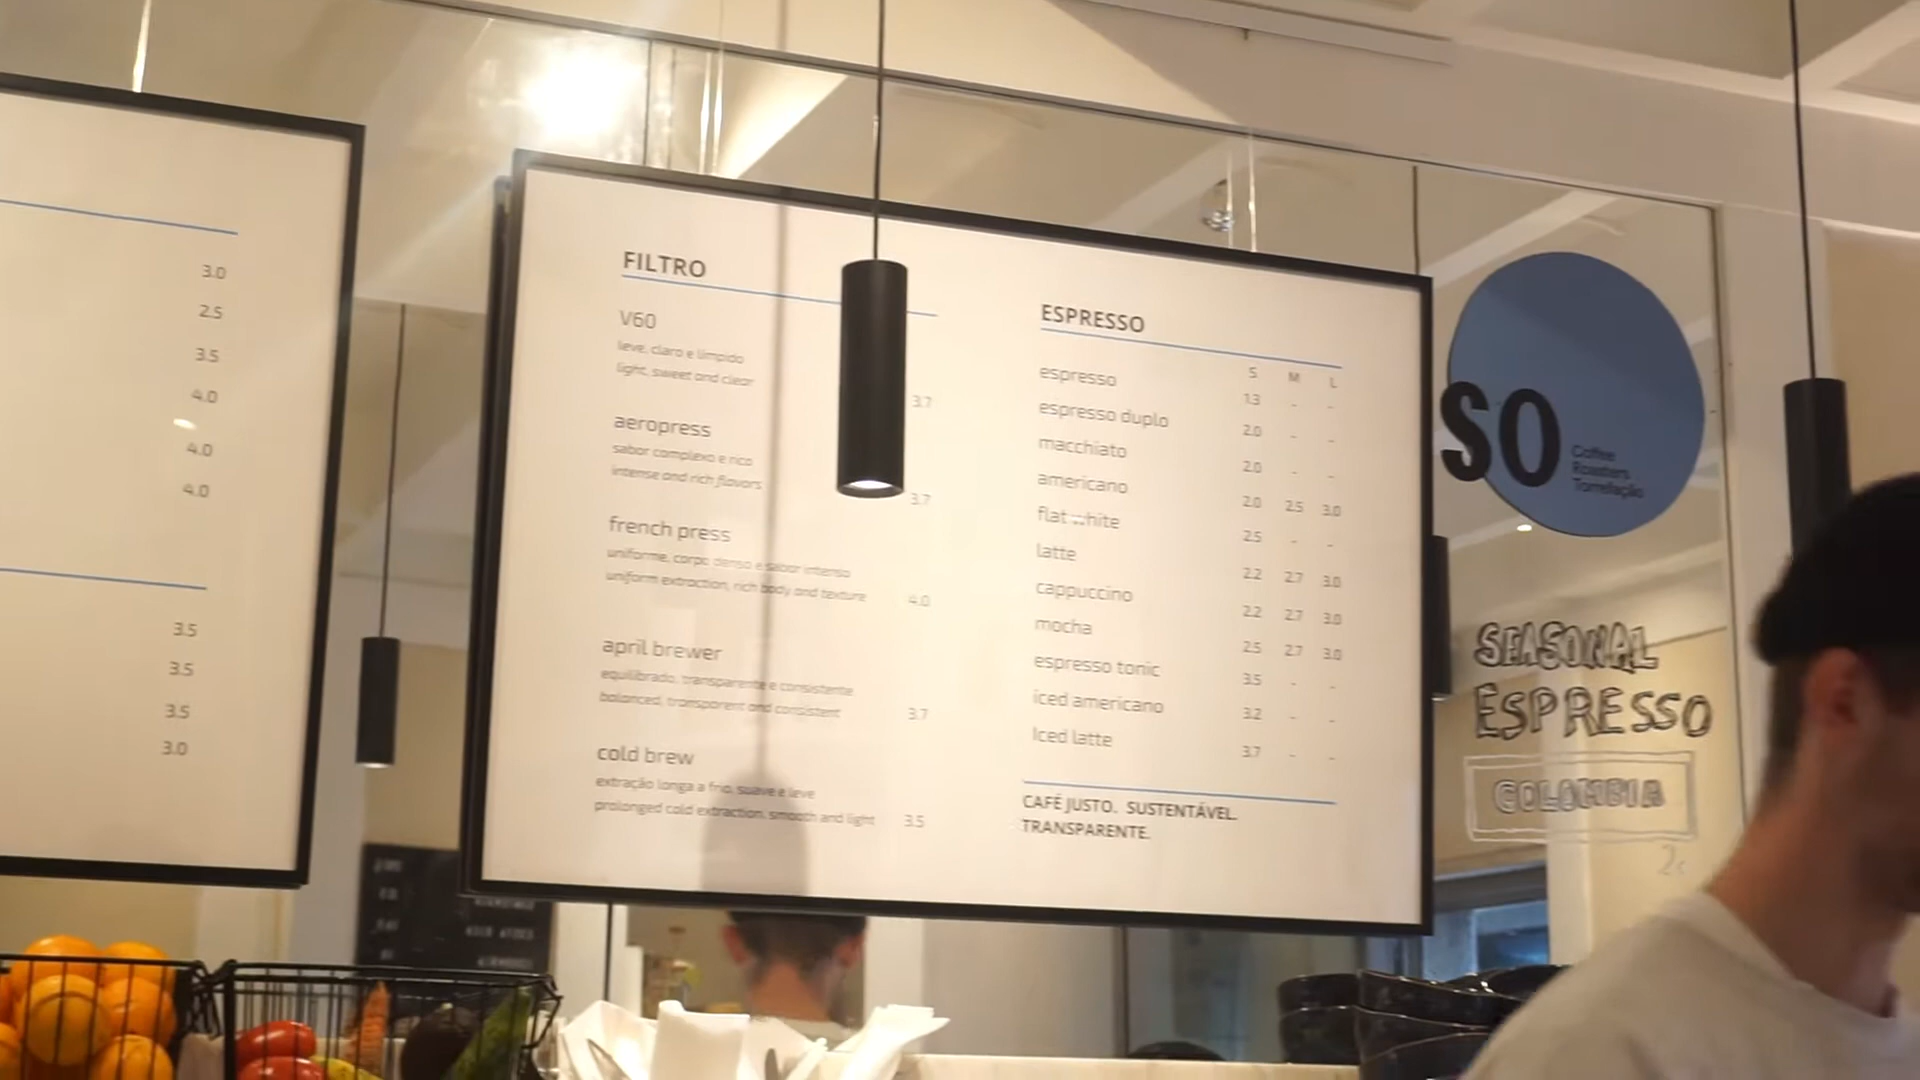 3.0
2.5
3.5
4.0
4.0
4.0
3.5
3.5
3.5
3.0
FILTRO
V60
leve, claro e límpido
light, sweet and clear
3.7
aeropress
sabor complexo e rico
intense and rich flavors
3.7
french press
uniforme, corpo denso e sabor intenso
uniform extraction, rich body and texture 4.0
april brewer
equilibrado, transparente e consistente
balanced, transparent and consistent 3.7
cold brew
extração longa a frio, suave e leve
prolonged cold extraction, smooth and light 3.5
ESPRESSO
S M L
espresso 1.3 - -
espresso duplo 2.0 - -
macchiato 2.0 - -
americano 2.0 2.5 3.0
flat white 2.5 - -
latte 2.2 2.7 3.0
cappuccino 2.2 2.7 3.0
mocha 2.5 2.7 3.0
espresso tonic 3.5 - -
iced americano 3.2 - -
Iced latte 3.7 - -
CAFÉ JUSTO. SUSTENTÁVEL.
TRANSPARENTE.
SO
Coffee
Roasters
Torrefação
SEASONAL
ESPRESSO
COLOMBIA